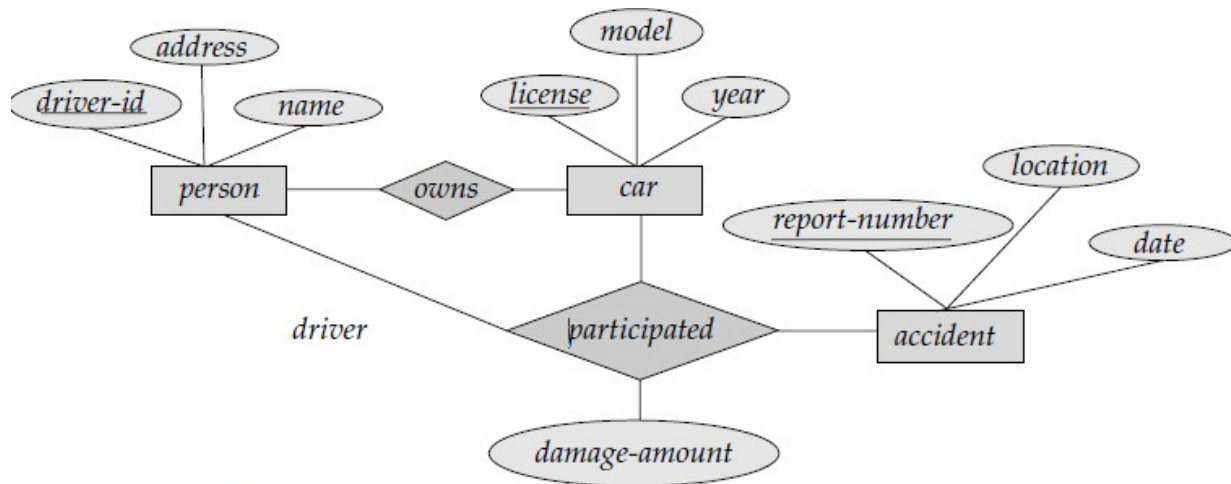 model
address
driver-id
name
license
year
person
owns
car
location
report-number
date
driver
participated
accident
damage-amount